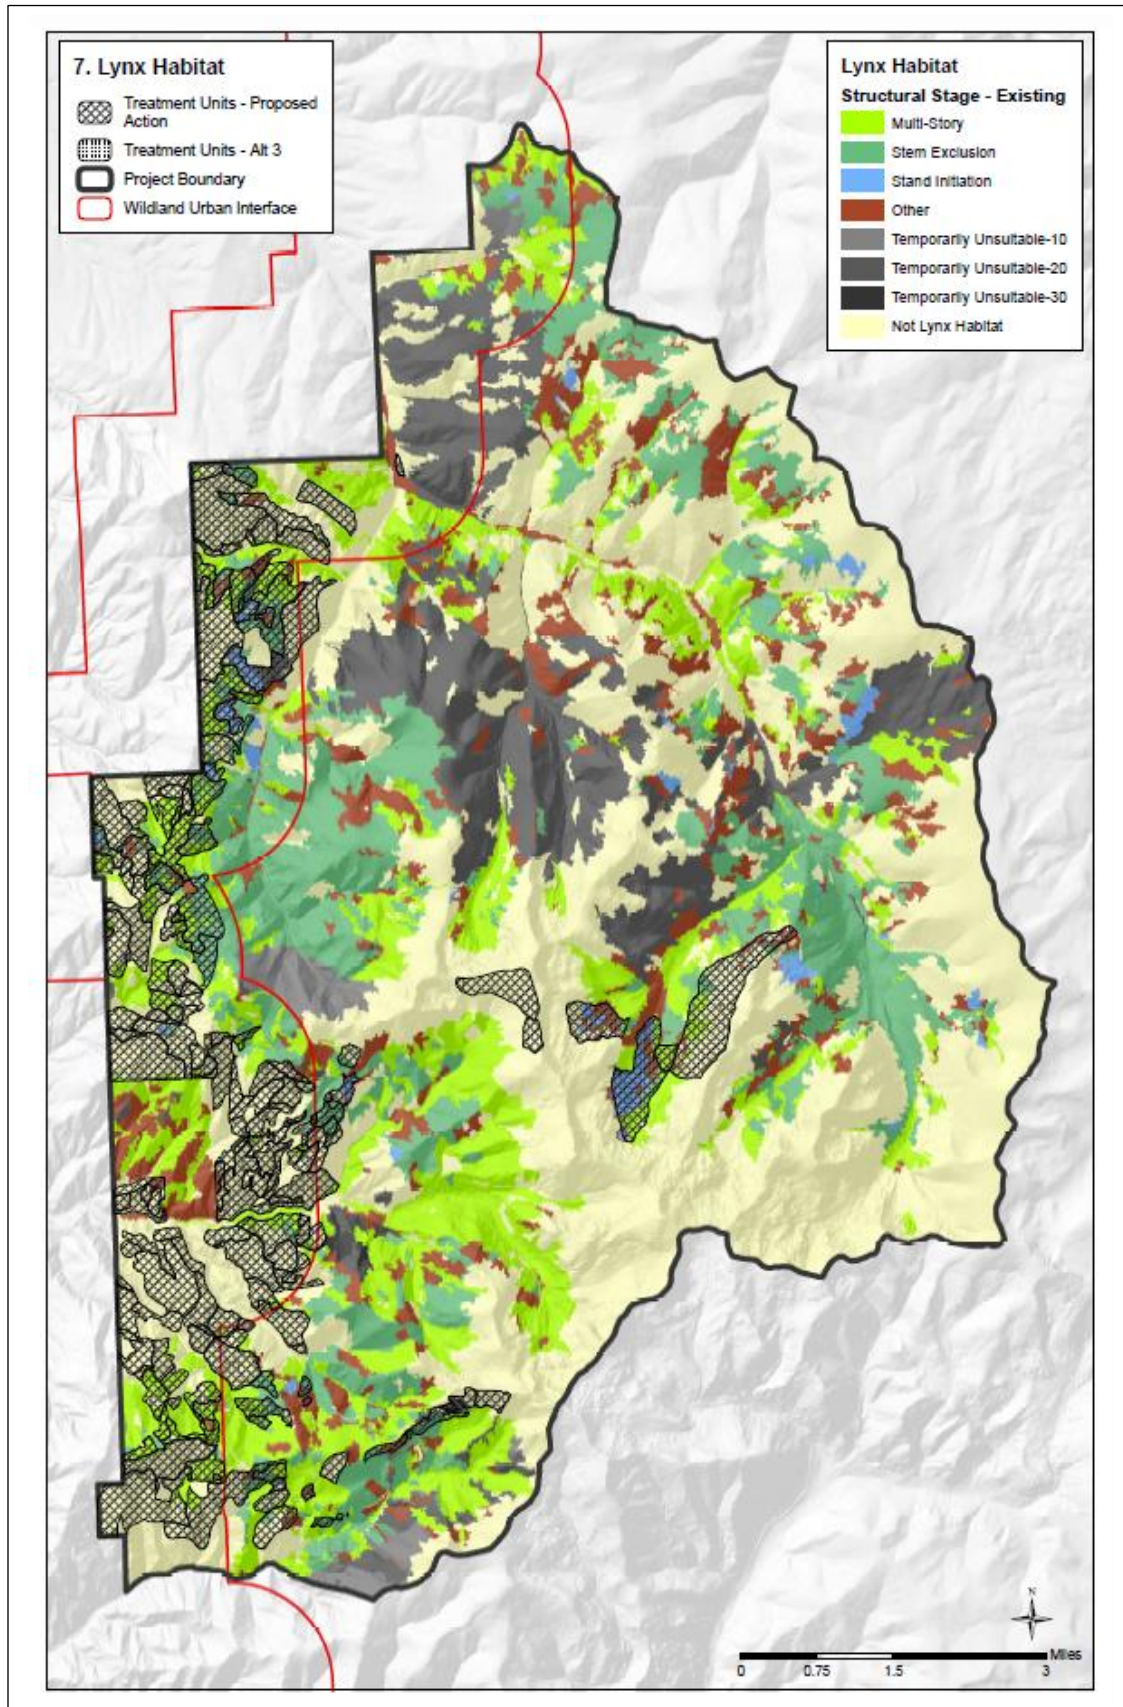 7. Lynx Habitat
Treatment Units - Proposed
Action
Treatment Units - Alt 3
Project Boundary
Wildland Urban Interface
Lynx Habitat
Structural Stage - Existing
Multi-Story
Stem Exclusion
Stand Initiation
Other
Temporarily Unsuitable-10
Temporarily Unsuitable-20
Temporarily Unsuitable-30
Not Lynx Habitat
N
Miles
0 0.75 1.5 3